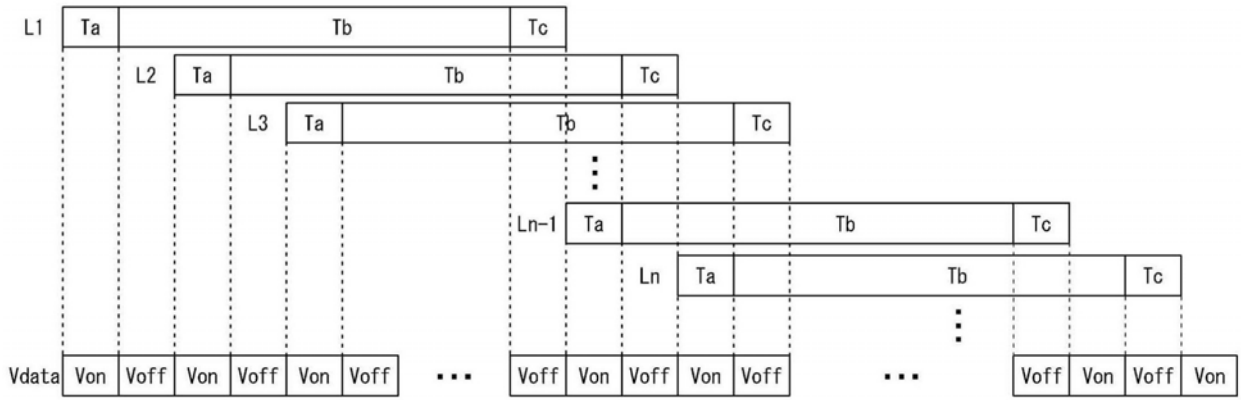 L1 Ta Tb Tc
L2 Ta Tb Tc
L3 Ta Tb Tc
Ln-1 Ta Tb Tc
Ln Ta Tb Tc
Vdata Von Voff Von Voff Von Voff ... Voff Von Voff Von Voff ... Voff Von Voff Von